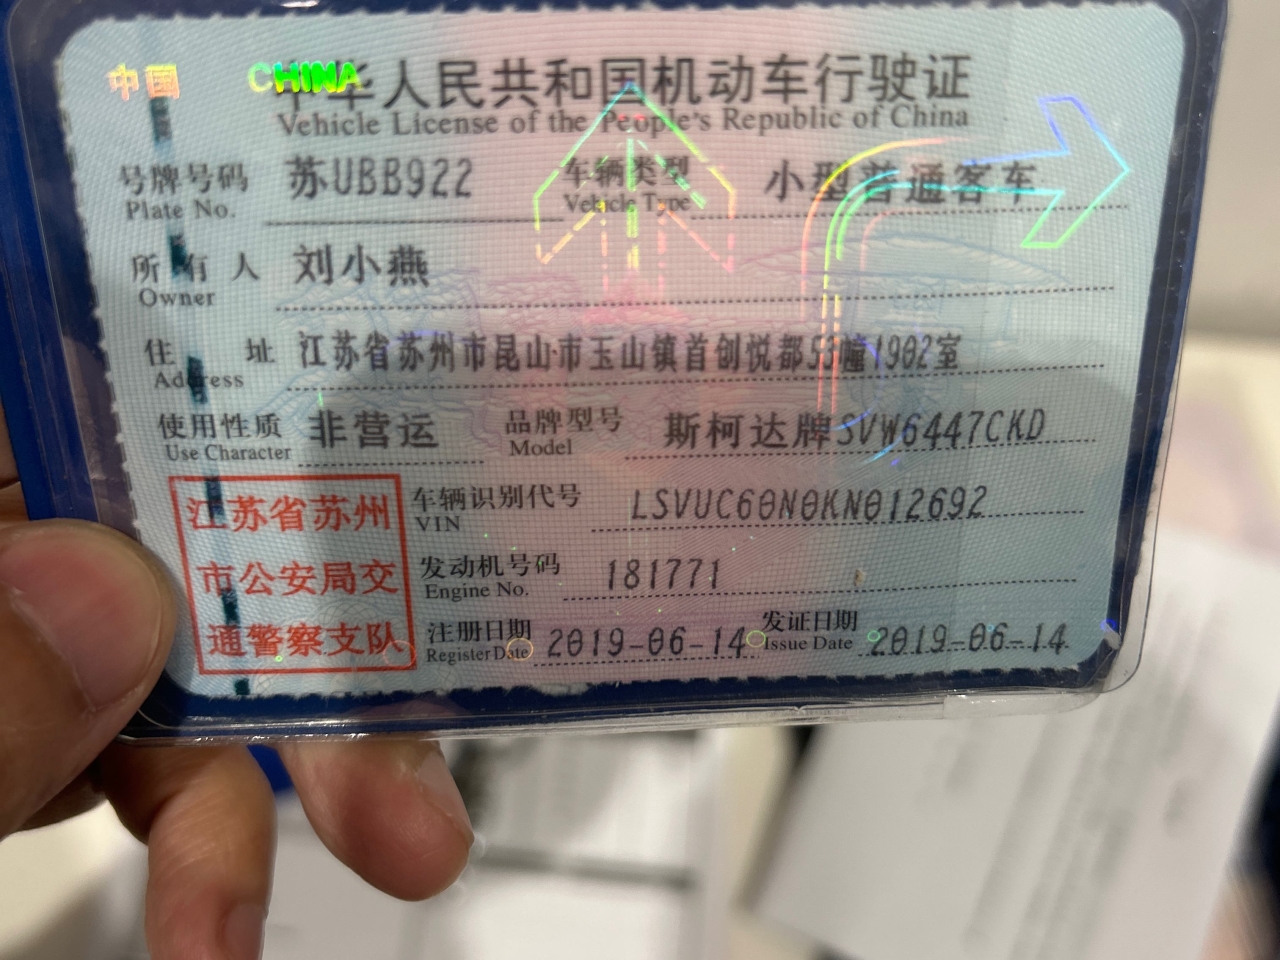 中国 CHINA
中华人民共和国机动车行驶证
Vehicle License of the People's Republic of China
号牌号码 苏UBB922 车辆类型 小型普通客车
Plate No. Vehicle Type
所有人 刘小燕
Owner
住址 江苏省苏州市昆山市玉山镇首创悦都53幢1902室
Address
使用性质 非营运 品牌型号 斯柯达牌SVW6447CKD
Use Character Model
江苏省苏州
市公安局交
通警察支队
车辆识别代号 LSVUC60N0KN012692
VIN
发动机号码 181771
Engine No.
注册日期 2019-06-14 发证日期 2019-06-14
Register Date Issue Date